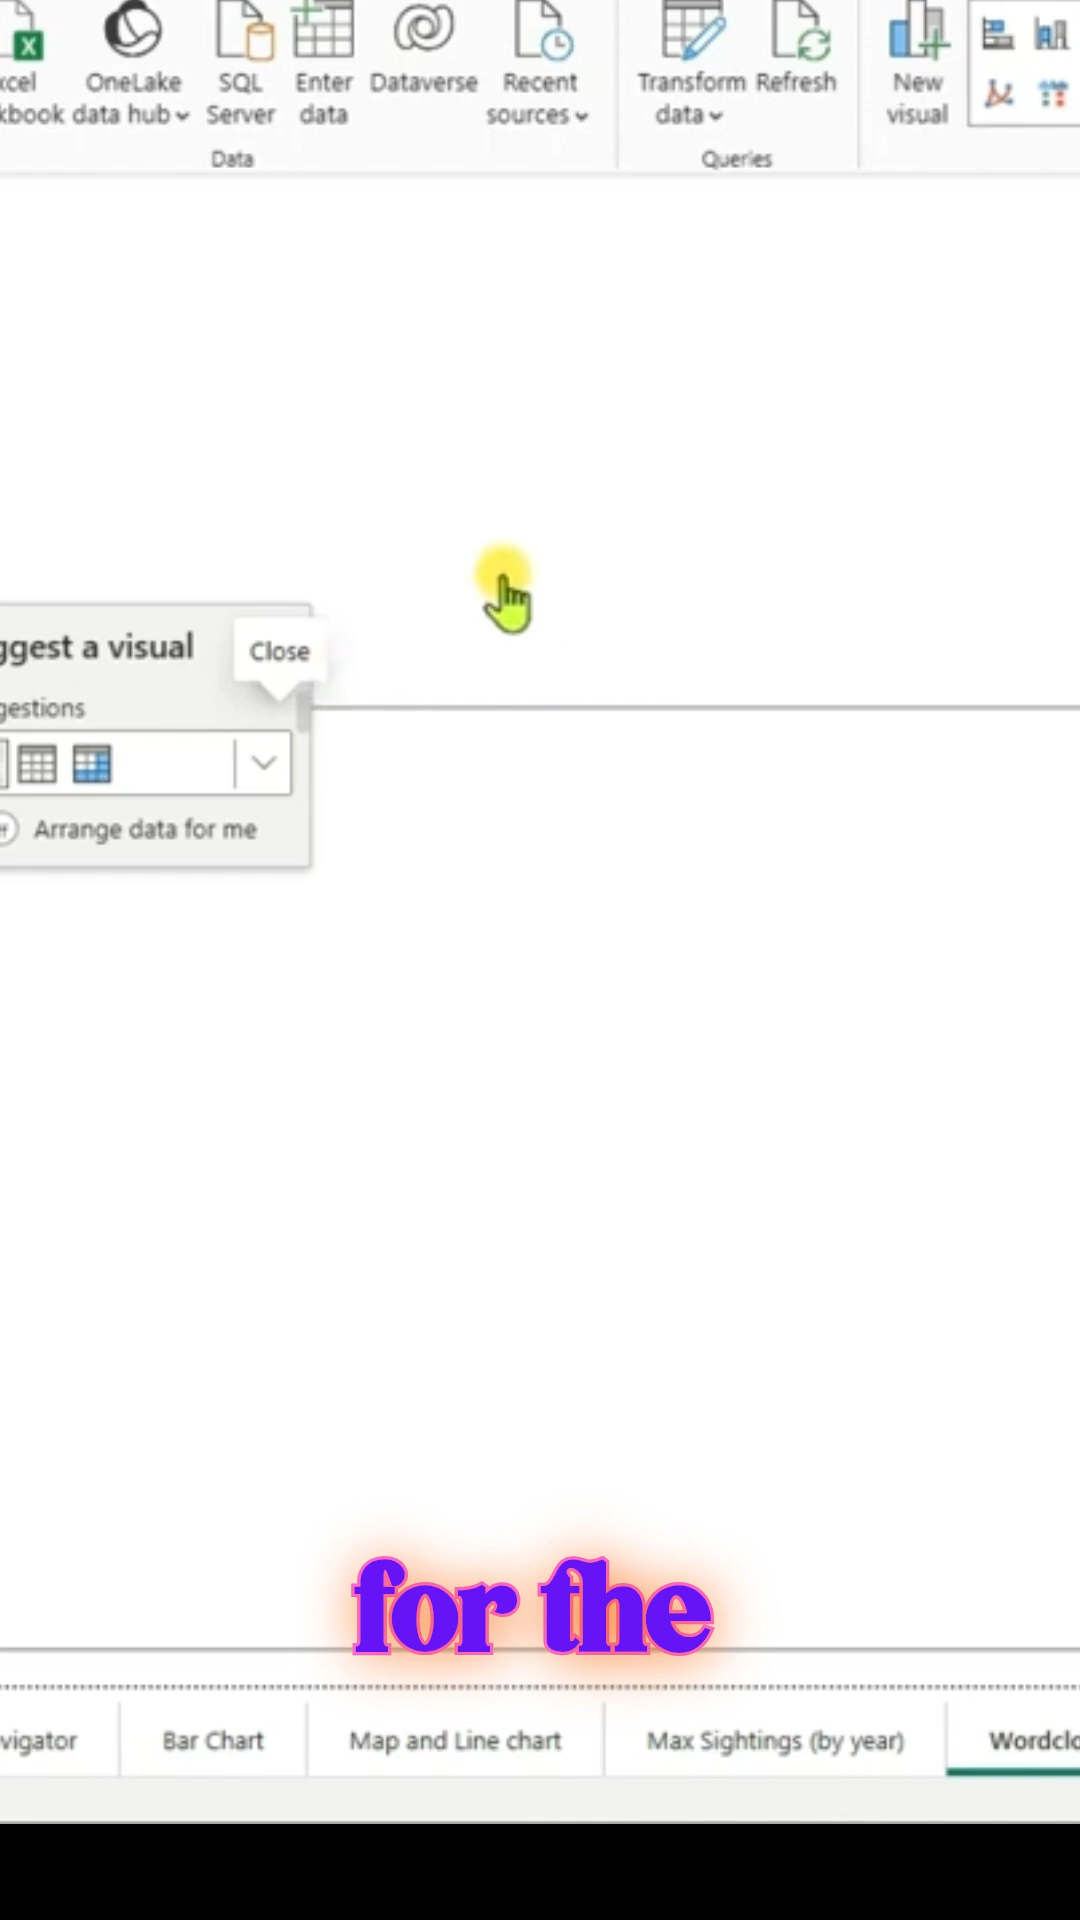 xcel
kbook
OneLake
data hub
SQL
Server
Enter
data
Dataverse
Recent
sources
Transform
data
Refresh
New
visual
Data
Queries
ggest a visual
Close
gestions
Arrange data for me
for the
vigator
Bar Chart
Map and Line chart
Max Sightings (by year)
Wordclo